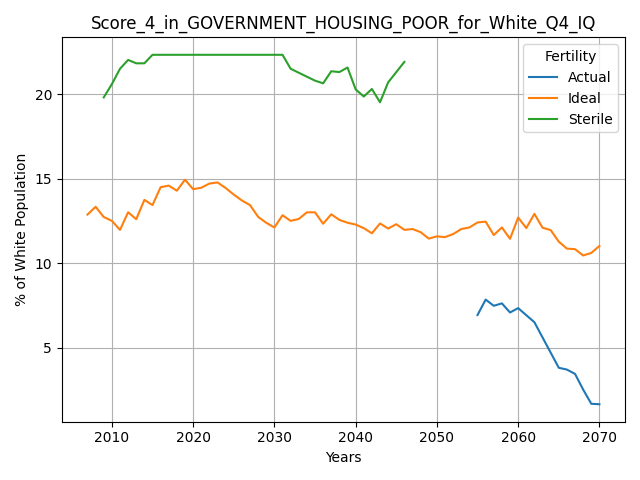 Score_4_in_GOVERNMENT_HOUSING_POOR_for_White_Q4_IQ
Fertility
Actual
Ideal
Sterile
% of White Population
20
15
10
5
2010 2020 2030 2040 2050 2060 2070
Years